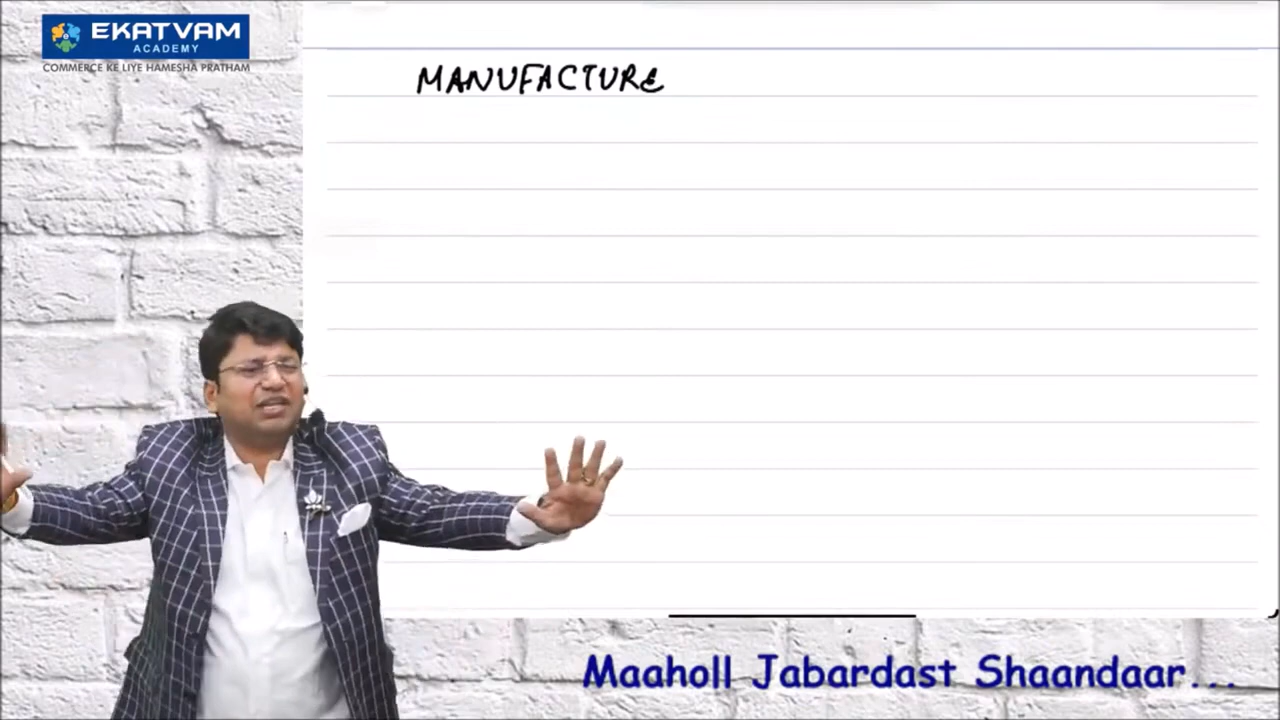 EKATVAM
ACADEMY
COMMERCE KE LIYE HAMESHA PRATHAM
MANUFACTURE
Maaholl Jabardast Shaandaar...